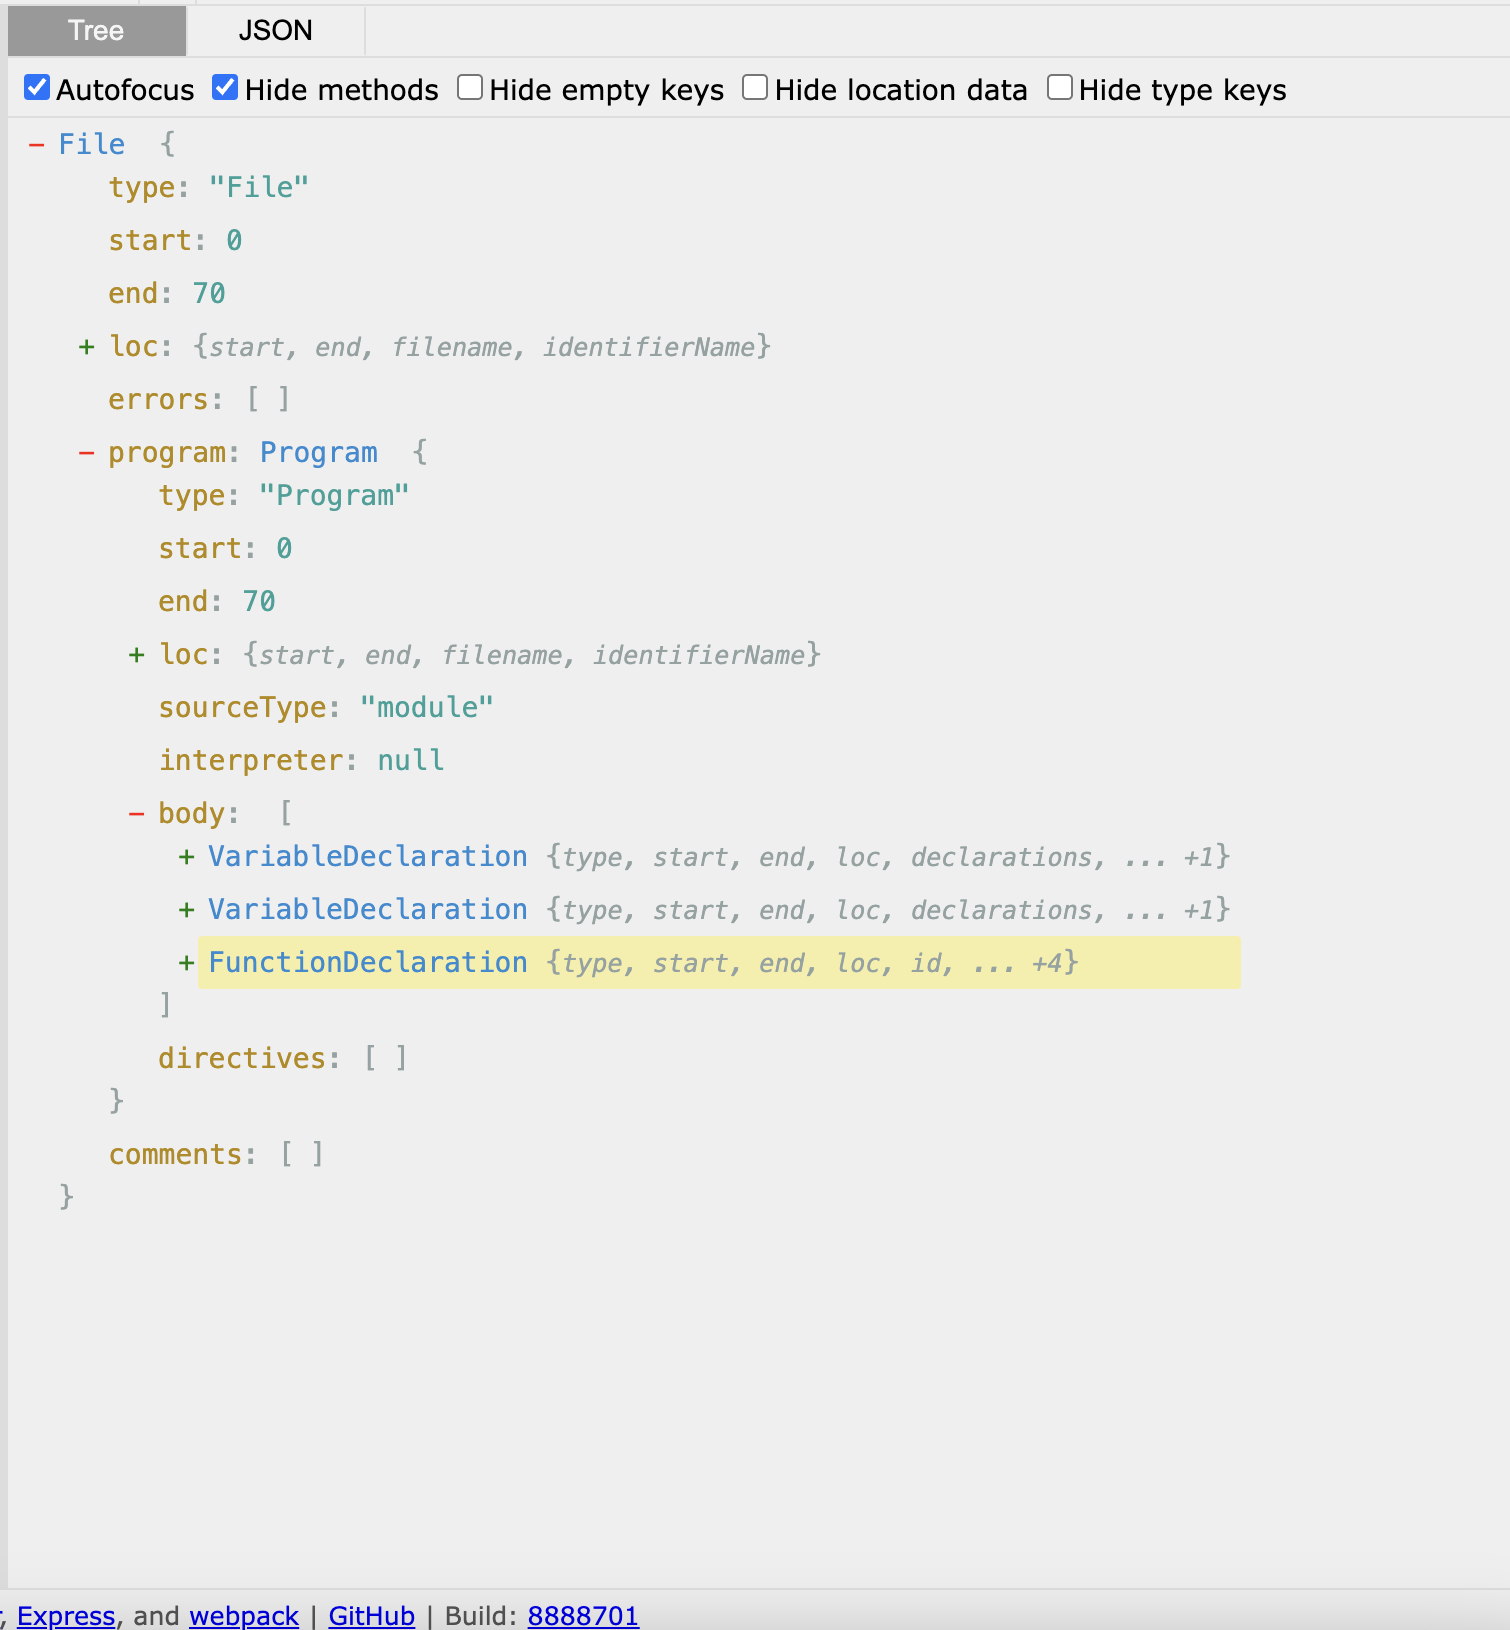 Tree JSON
Autofocus Hide methods Hide empty keys Hide location data Hide type keys
− File {
type: "File"
start: 0
end: 70
+ loc: {start, end, filename, identifierName}
errors: [ ]
− program: Program {
type: "Program"
start: 0
end: 70
+ loc: {start, end, filename, identifierName}
sourceType: "module"
interpreter: null
− body: [
+ VariableDeclaration {type, start, end, loc, declarations, ... +1}
+ VariableDeclaration {type, start, end, loc, declarations, ... +1}
+ FunctionDeclaration {type, start, end, loc, id, ... +4}
]
directives: [ ]
}
comments: [ ]
}
, Express, and webpack | GitHub | Build: 8888701